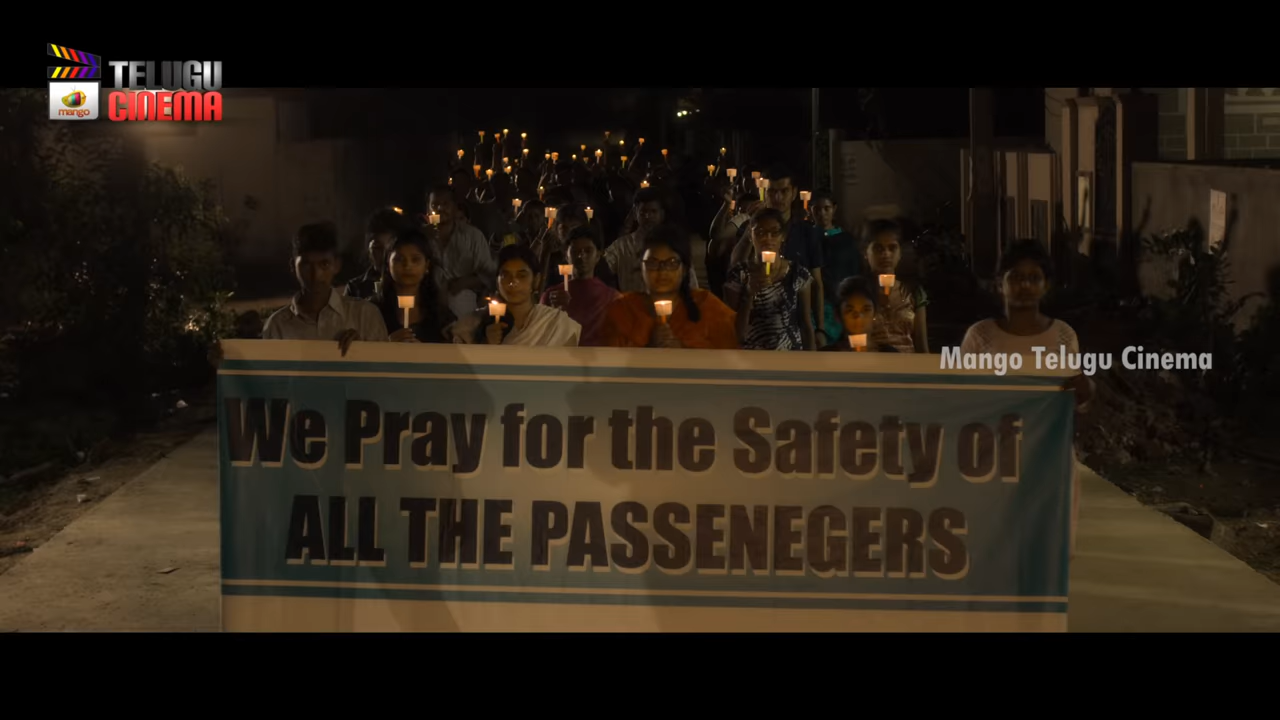 TELUGU
CINEMA
mango
Mango Telugu Cinema
We Pray for the Safety of
ALL THE PASSENEGERS